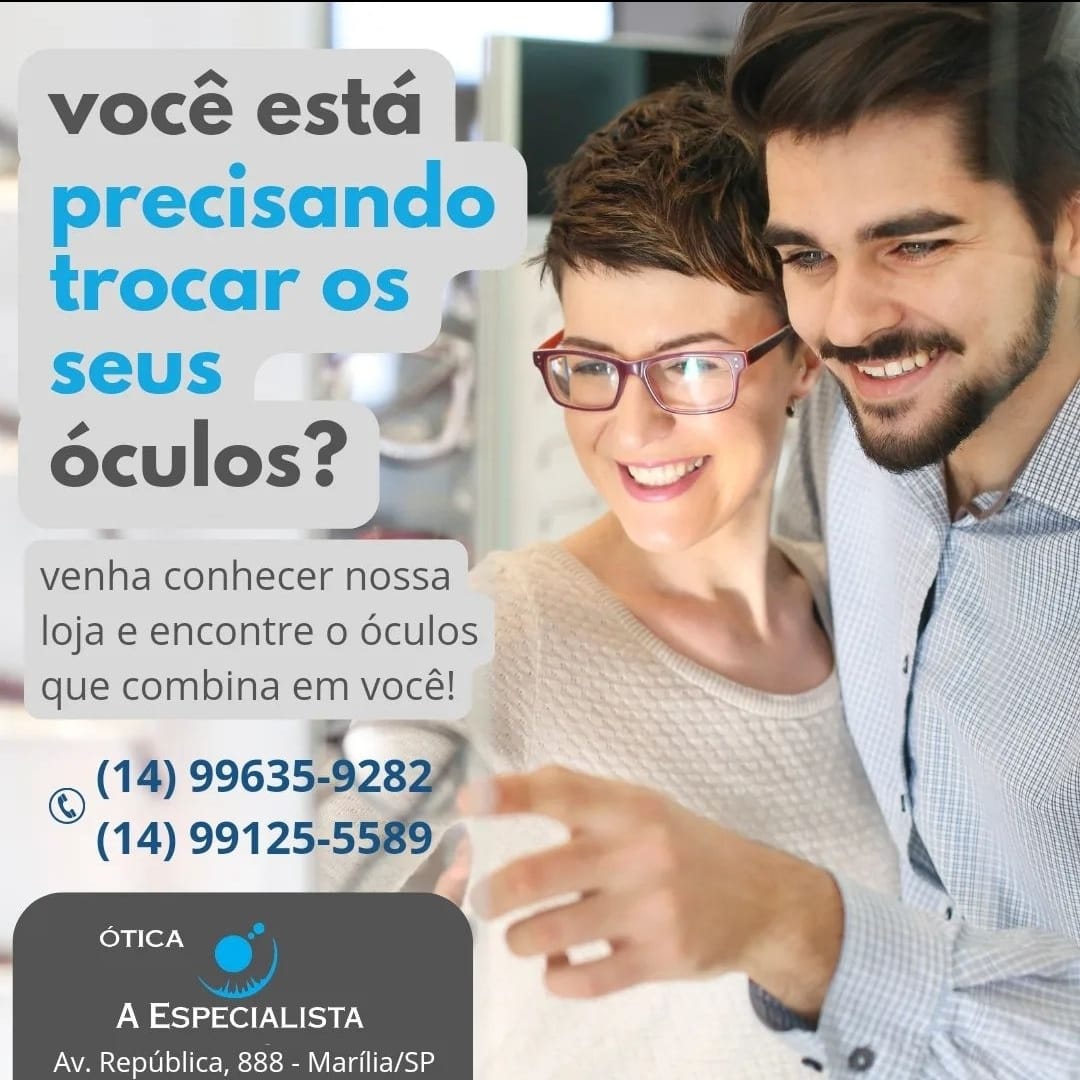 você está
precisando
trocar os
seus
óculos?
venha conhecer nossa
loja e encontre o óculos
que combina em você!
(14) 99635-9282
(14) 99125-5589
ÓTICA
A ESPECIALISTA
Av. República, 888 - Marília/SP